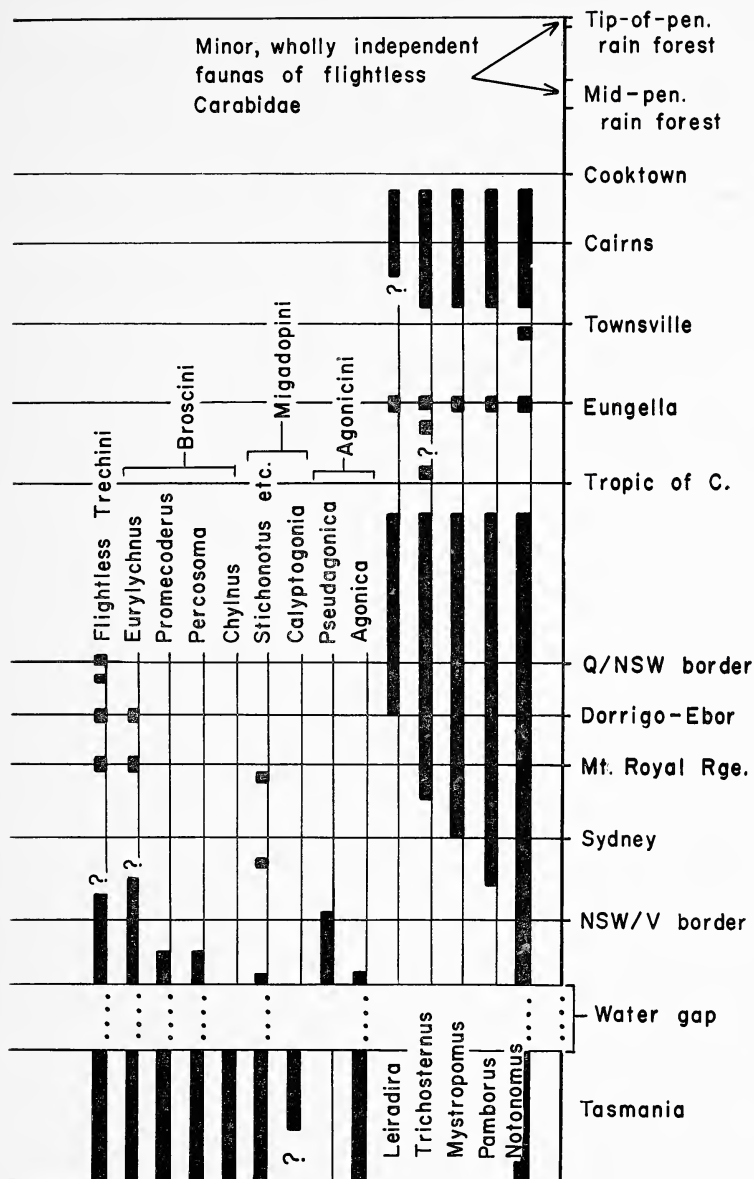 Minor, wholly independent
faunas of flightless
Carabidae
Tip-of-pen.
rain forest
Mid-pen.
rain forest
Cooktown
Cairns
?
Townsville
Eungella
?
Tropic of C.
Broscini
Migadopini
Agonicini
Flightless Trechini
Eurylychnus
Promecoderus
Percosoma
Chylnus
Stichonotus etc.
Calyptogonia
Pseudagonica
Agonica
Q/NSW border
Dorrigo-Ebor
Mt. Royal Rge.
Sydney
?
?
NSW/V border
Water gap
Leiradira
Trichosternus
Mystropomus
Pamborus
Notonomus
Tasmania
?